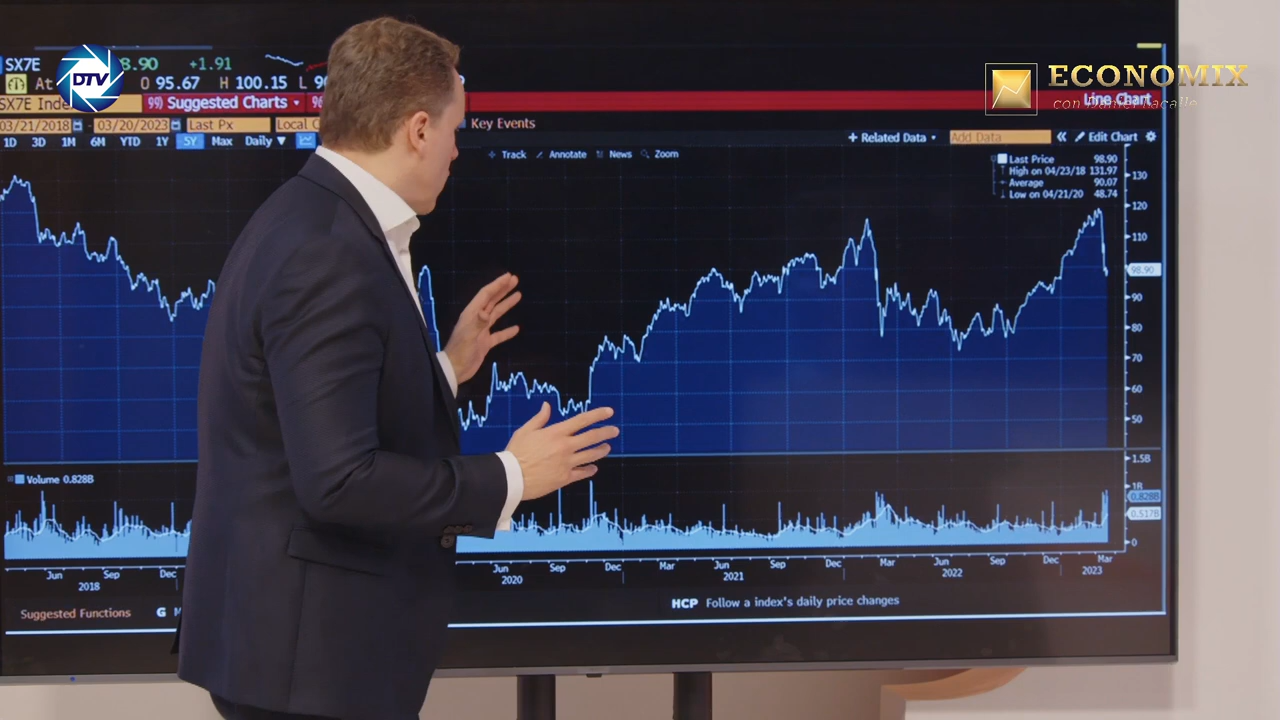 SX7E 8.90 +1.91
At O 95.67 H 100.15 L 9
DTV
ECONOMIX
con Daniel Lacalle
SX7E Inde 99) Suggested Charts 96 Line Chart
03/21/2018 - 03/20/2023 Last Px Local C Key Events
1D 3D 1M 6M YTD 1Y 5Y Max Daily + Related Data Add Data « Edit Chart
Track Annotate News Zoom
Last Price 98.90
High on 04/23/18 131.97
Average 90.07
Low on 04/21/20 48.74
130
120
110
98.90
90
80
70
60
50
Volume 0.828B
1.5B
1B
0.828B
0.517B
0
Jun Sep Dec Jun Sep Dec Mar Jun Sep Dec Mar Jun Sep Dec Mar
2018 2020 2021 2022 2023
Suggested Functions G HCP Follow a index's daily price changes